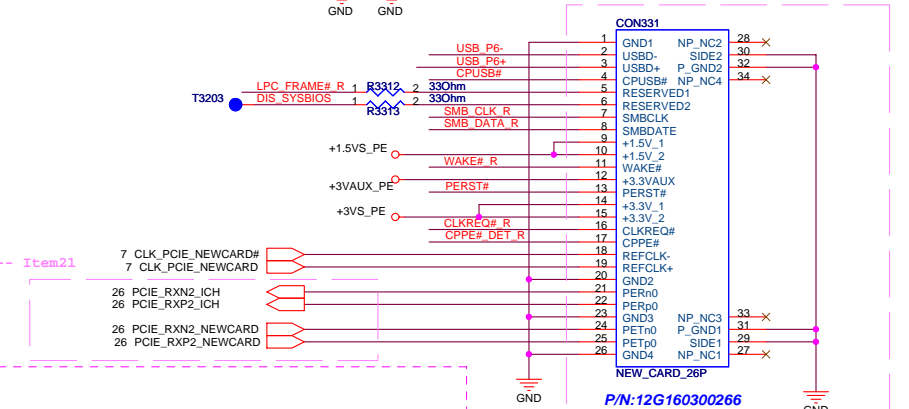 GND GND
CON331
1 GND1 NP_NC2 28
USB_P6- 2 USBD- SIDE2 30
USB_P6+ 3 USBD+ P_GND2 32
CPUSB# 4 CPUSB# NP_NC4 34
LPC_FRAME#_R 1 R3312 2 33Ohm 5 RESERVED1
T3203 DIS_SYSBIOS 1 R3313 2 33Ohm 6 RESERVED2
SMB_CLK_R 7 SMBCLK
SMB_DATA_R 8 SMBDATE
9 +1.5V_1
+1.5VS_PE 10 +1.5V_2
WAKE#_R 11 WAKE#
+3VAUX_PE 12 +3.3VAUX
PERST# 13 PERST#
14 +3.3V_1
+3VS_PE 15 +3.3V_2
CLKREQ#_R 16 CLKREQ#
CPPE#_DET_R 17 CPPE#
7 CLK_PCIE_NEWCARD# 18 REFCLK-
-- Item21
7 CLK_PCIE_NEWCARD 19 REFCLK+
20 GND2
26 PCIE_RXN2_ICH 21 PERn0
26 PCIE_RXP2_ICH 22 PERp0
23 GND3 NP_NC3 33
26 PCIE_RXN2_NEWCARD 24 PETn0 P_GND1 31
26 PCIE_RXP2_NEWCARD 25 PETp0 SIDE1 29
26 GND4 NP_NC1 27
NEW_CARD_26P
GND
P/N:12G160300266
GND